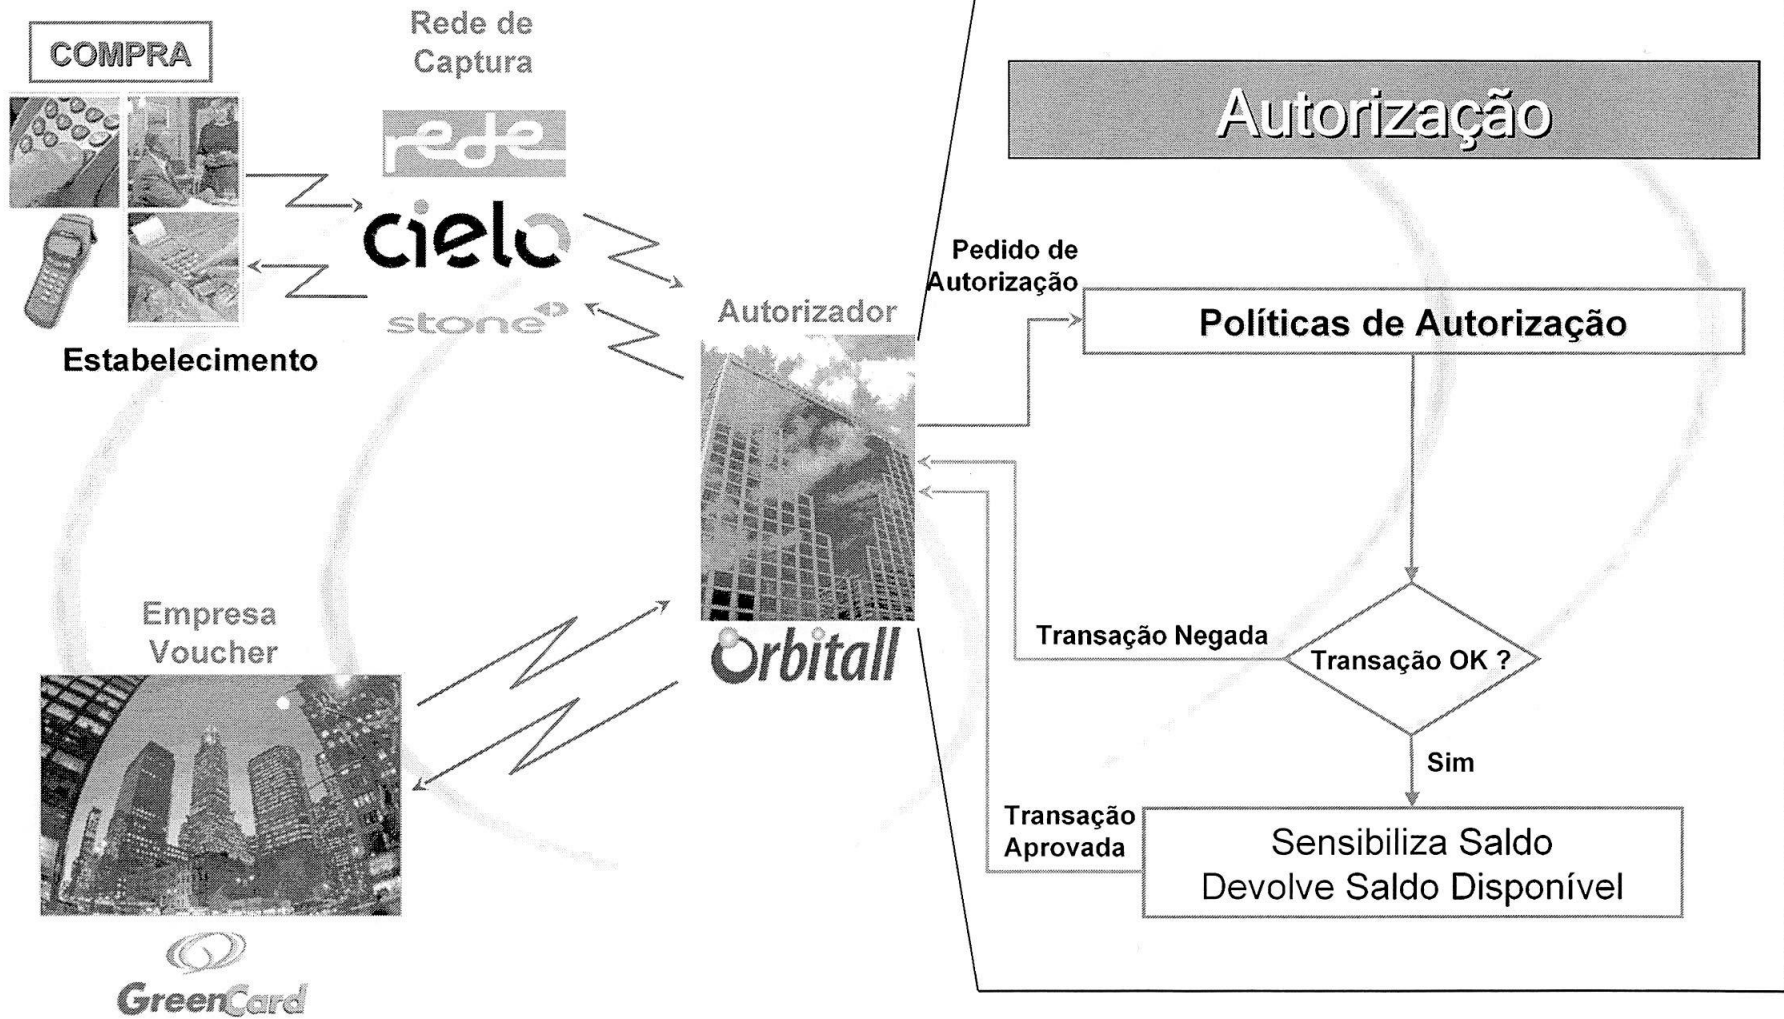 COMPRA
Rede de
Captura
rede
cielo
stone
Estabelecimento
Autorizador
Orbitall
Empresa
Voucher
GreenCard
Autorização
Pedido de
Autorização
Políticas de Autorização
Transação OK ?
Transação Negada
Sim
Transação
Aprovada
Sensibiliza Saldo
Devolve Saldo Disponível